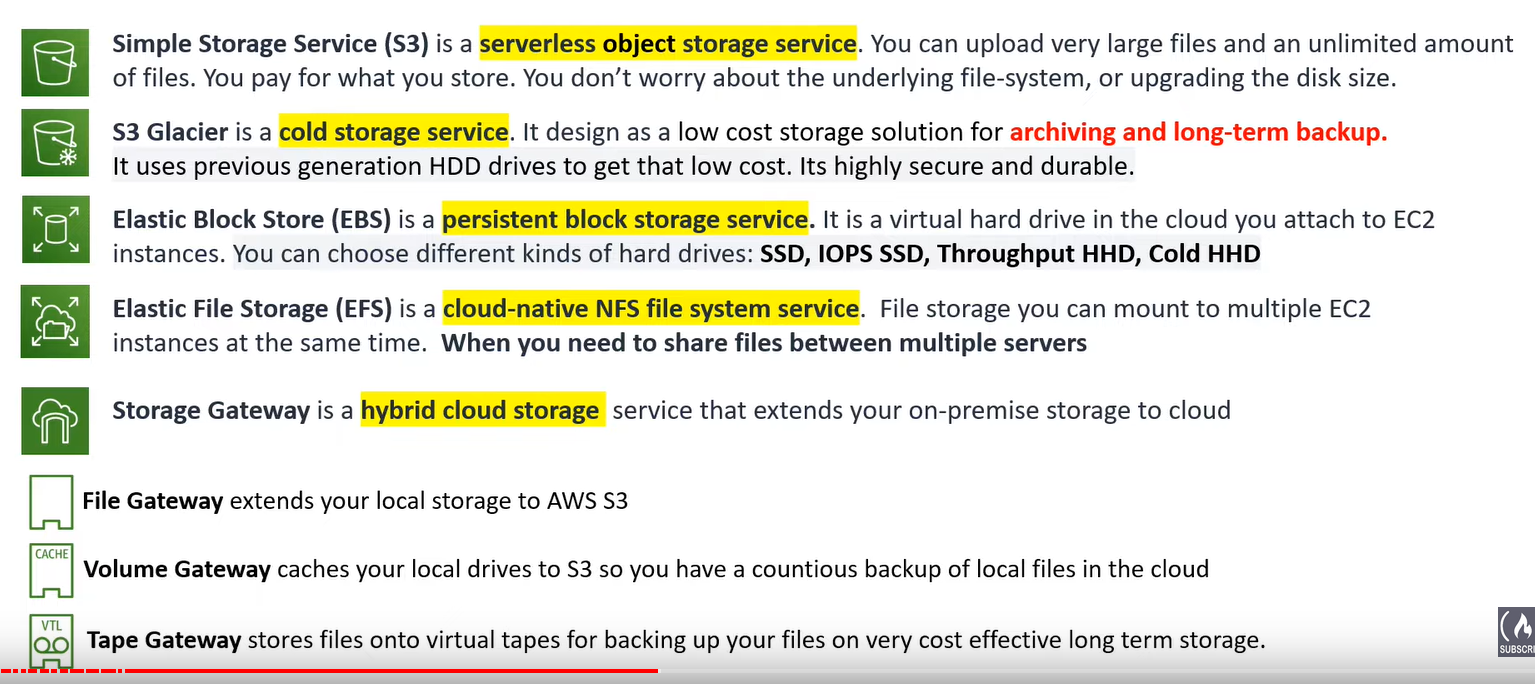 Simple Storage Service (S3) is a serverless object storage service. You can upload very large files and an unlimited amount
of files. You pay for what you store. You don't worry about the underlying file-system, or upgrading the disk size.
S3 Glacier is a cold storage service. It design as a low cost storage solution for archiving and long-term backup.
It uses previous generation HDD drives to get that low cost. Its highly secure and durable.
Elastic Block Store (EBS) is a persistent block storage service. It is a virtual hard drive in the cloud you attach to EC2
instances. You can choose different kinds of hard drives: SSD, IOPS SSD, Throughput HHD, Cold HHD
Elastic File Storage (EFS) is a cloud-native NFS file system service. File storage you can mount to multiple EC2
instances at the same time. When you need to share files between multiple servers
Storage Gateway is a hybrid cloud storage service that extends your on-premise storage to cloud
File Gateway extends your local storage to AWS S3
CACHE
Volume Gateway caches your local drives to S3 so you have a countious backup of local files in the cloud
VTL
Tape Gateway stores files onto virtual tapes for backing up your files on very cost effective long term storage.
SUBSCRI